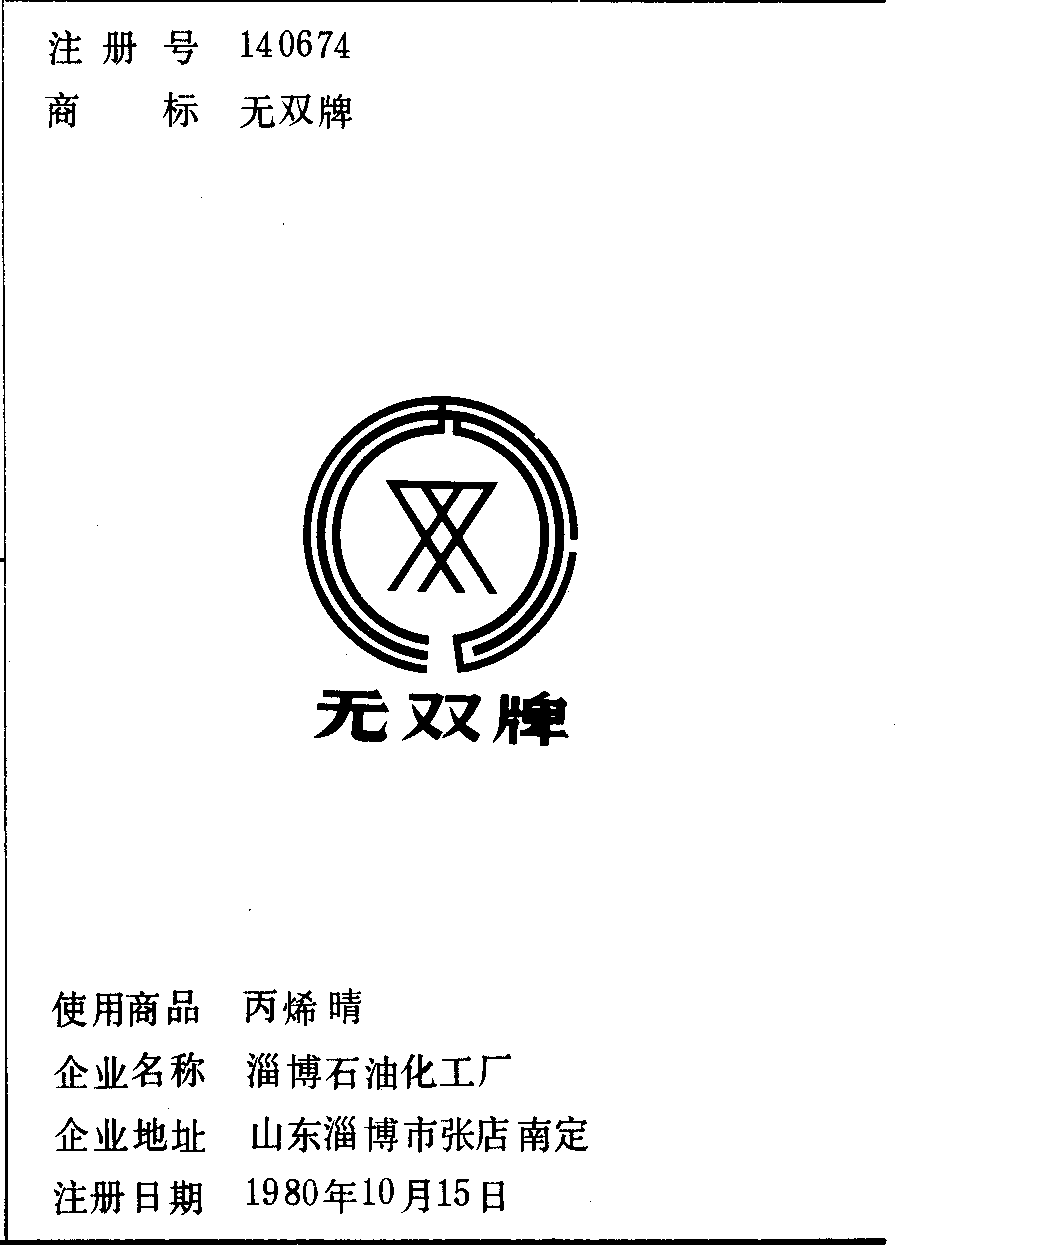 注册号 140674
商标 无双牌
无双牌
使用商品 丙烯晴
企业名称 淄博石油化工厂
企业地址 山东淄博市张店南定
注册日期 1980年10月15日